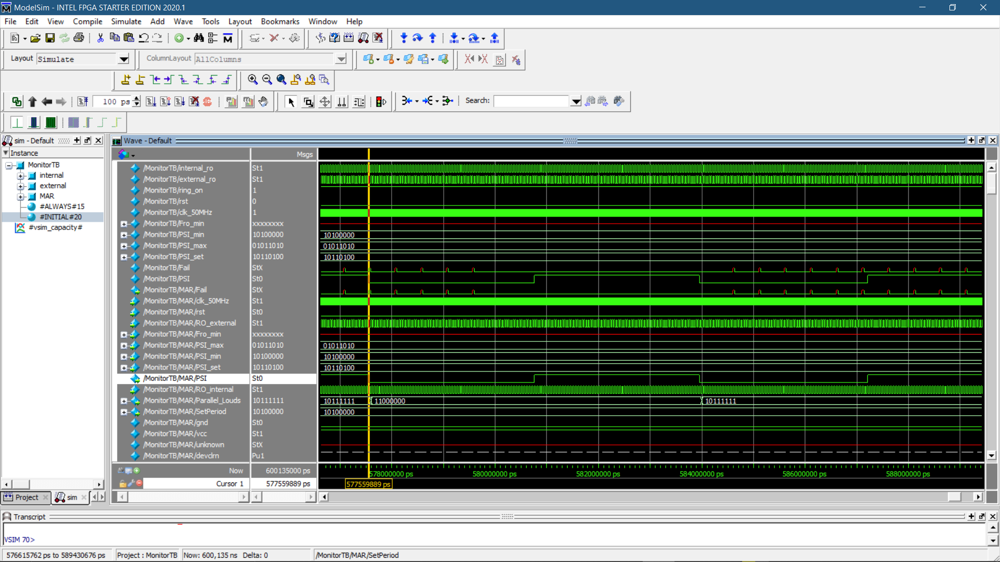 ModelSim - INTEL FPGA STARTER EDITION 2020.1
File Edit View Compile Simulate Add Wave Tools Layout Bookmarks Window Help
Layout Simulate ColumnLayout AllColumns
100 ps Search:
sim - Default
Wave - Default
Instance
Msgs
MonitorTB
internal
external
MAR
#ALWAYS#15
#INITIAL#20
#vsim_capacity#
/MonitorTB/internal_ro St1
/MonitorTB/external_ro St1
/MonitorTB/ring_on 1
/MonitorTB/rst 0
/MonitorTB/clk_50MHz 1
/MonitorTB/Fro_min xxxxxxxx
/MonitorTB/PSI_min 10100000 10100000
/MonitorTB/PSI_max 01011010 01011010
/MonitorTB/PSI_set 10110100 10110100
/MonitorTB/Fail StX
/MonitorTB/PSI St0
/MonitorTB/MAR/Fail StX
/MonitorTB/MAR/clk_50MHz St1
/MonitorTB/MAR/rst St0
/MonitorTB/MAR/RO_external St1
/MonitorTB/MAR/Fro_min xxxxxxxx
/MonitorTB/MAR/PSI_max 01011010 01011010
/MonitorTB/MAR/PSI_min 10100000 10100000
/MonitorTB/MAR/PSI_set 10110100 10110100
/MonitorTB/MAR/PSI St0
/MonitorTB/MAR/RO_internal St1
/MonitorTB/MAR/Parallel_Louds 10111111 10111111 11000000 10111111
/MonitorTB/MAR/SetPeriod 10100000 10100000
/MonitorTB/MAR/gnd St0
/MonitorTB/MAR/vcc St1
/MonitorTB/MAR/unknown StX
/MonitorTB/MAR/devclrn Pu1
Now 600135000 ps 578000000 ps 580000000 ps 582000000 ps 584000000 ps 586000000 ps 588000000 ps
Cursor 1 577559889 ps 577559889 ps
Project sim
Transcript
VSIM 70>
576615762 ps to 589430676 ps Project : MonitorTB Now: 600,135 ns Delta: 0 /MonitorTB/MAR/SetPeriod